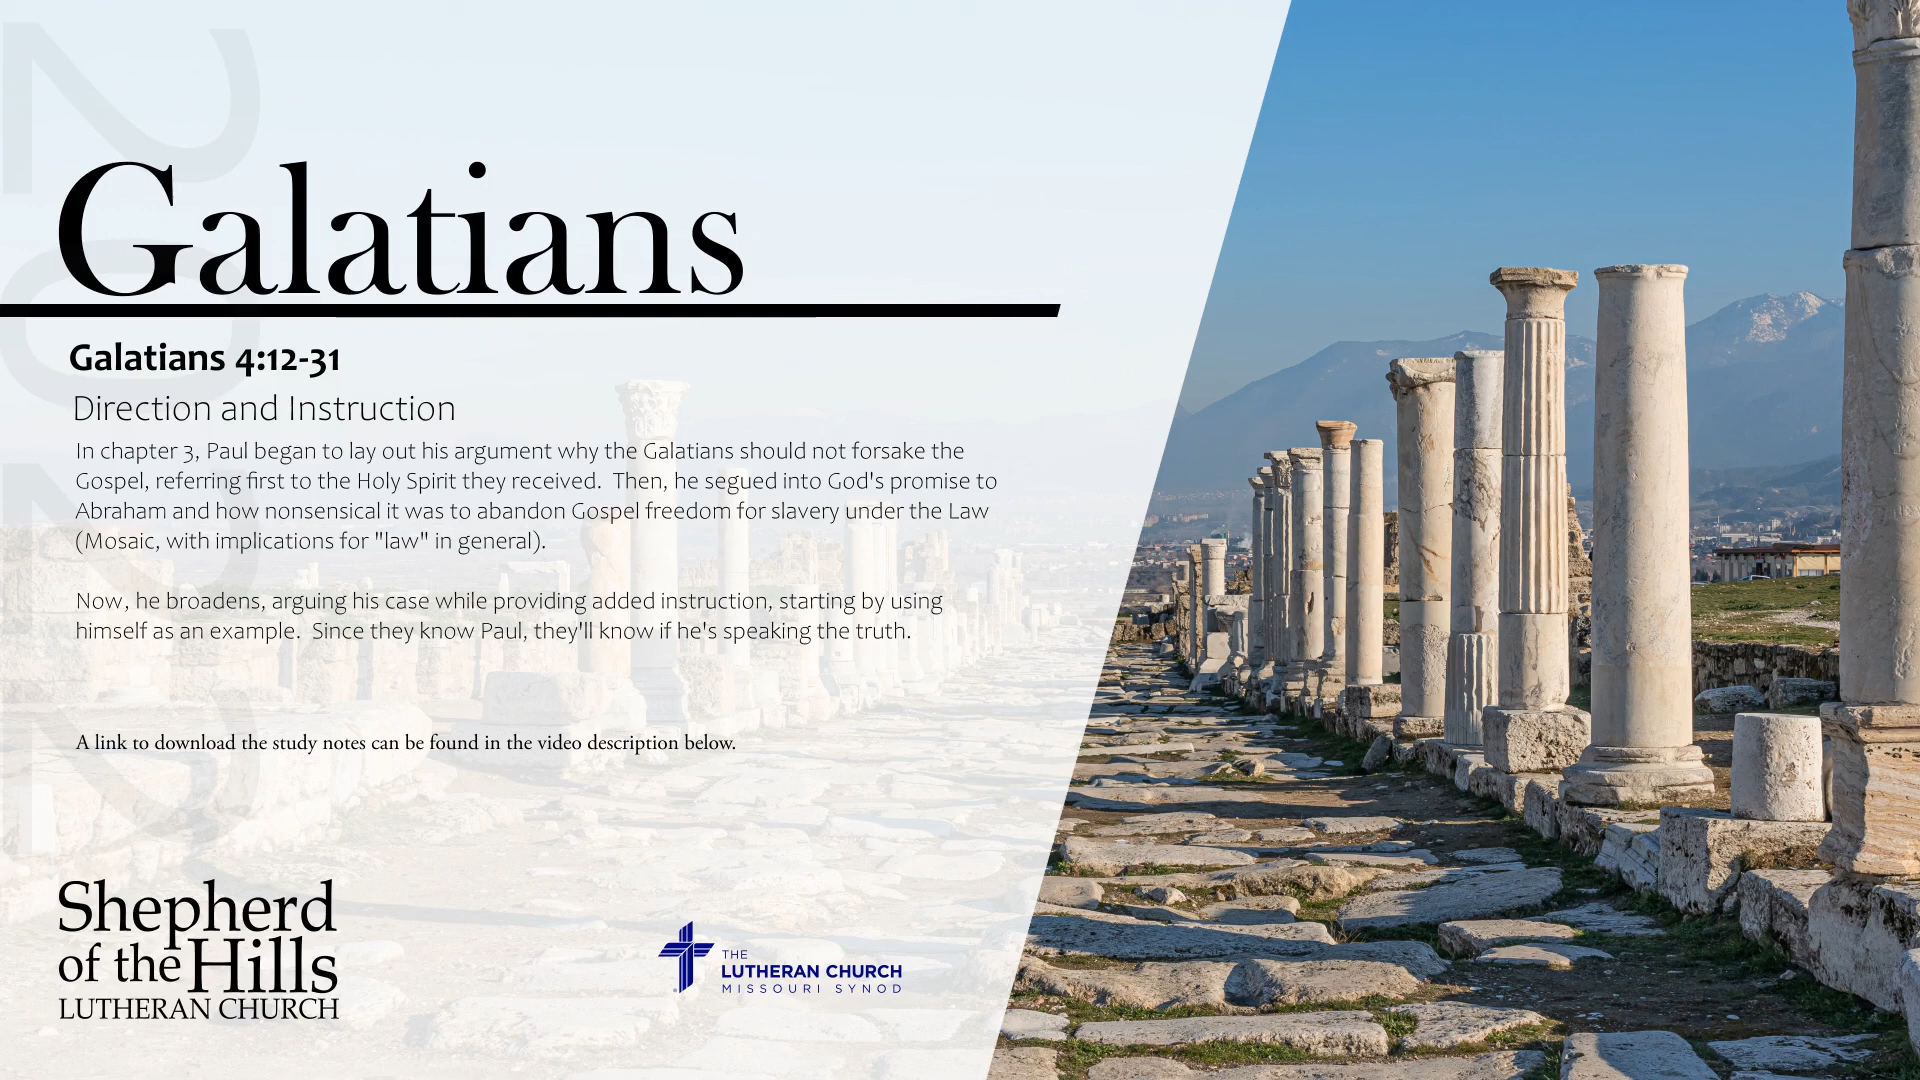 2022
Galatians
Galatians 4:12-31
Direction and Instruction
In chapter 3, Paul began to lay out his argument why the Galatians should not forsake the
Gospel, referring first to the Holy Spirit they received.  Then, he segued into God's promise to
Abraham and how nonsensical it was to abandon Gospel freedom for slavery under the Law
(Mosaic, with implications for "law" in general).
Now, he broadens, arguing his case while providing added instruction, starting by using
himself as an example.  Since they know Paul, they'll know if he's speaking the truth.
A link to download the study notes can be found in the video description below.
Shepherd
of the Hills
LUTHERAN CHURCH
THE
LUTHERAN CHURCH
MISSOURI SYNOD